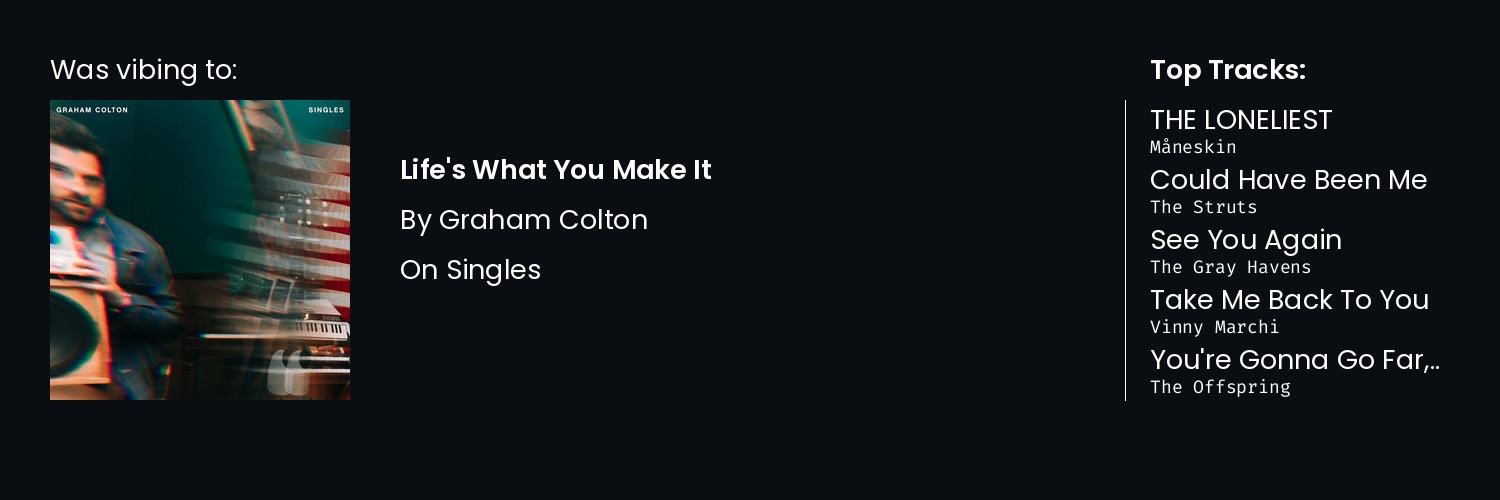 Was vibing to:
GRAHAM COLTON
SINGLES
Life's What You Make It
By Graham Colton
On Singles
Top Tracks:
THE LONELIEST
Måneskin
Could Have Been Me
The Struts
See You Again
The Gray Havens
Take Me Back To You
Vinny Marchi
You're Gonna Go Far,..
The Offspring